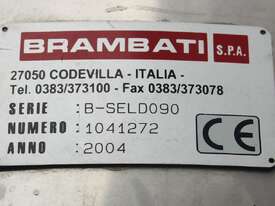 BRAMBATI S.P.A.
27050 CODEVILLA - ITALIA -
Tel. 0383/373100 - Fax 0383/373078
SERIE : B-SELD090
NUMERO : 1041272
ANNO : 2004
CE